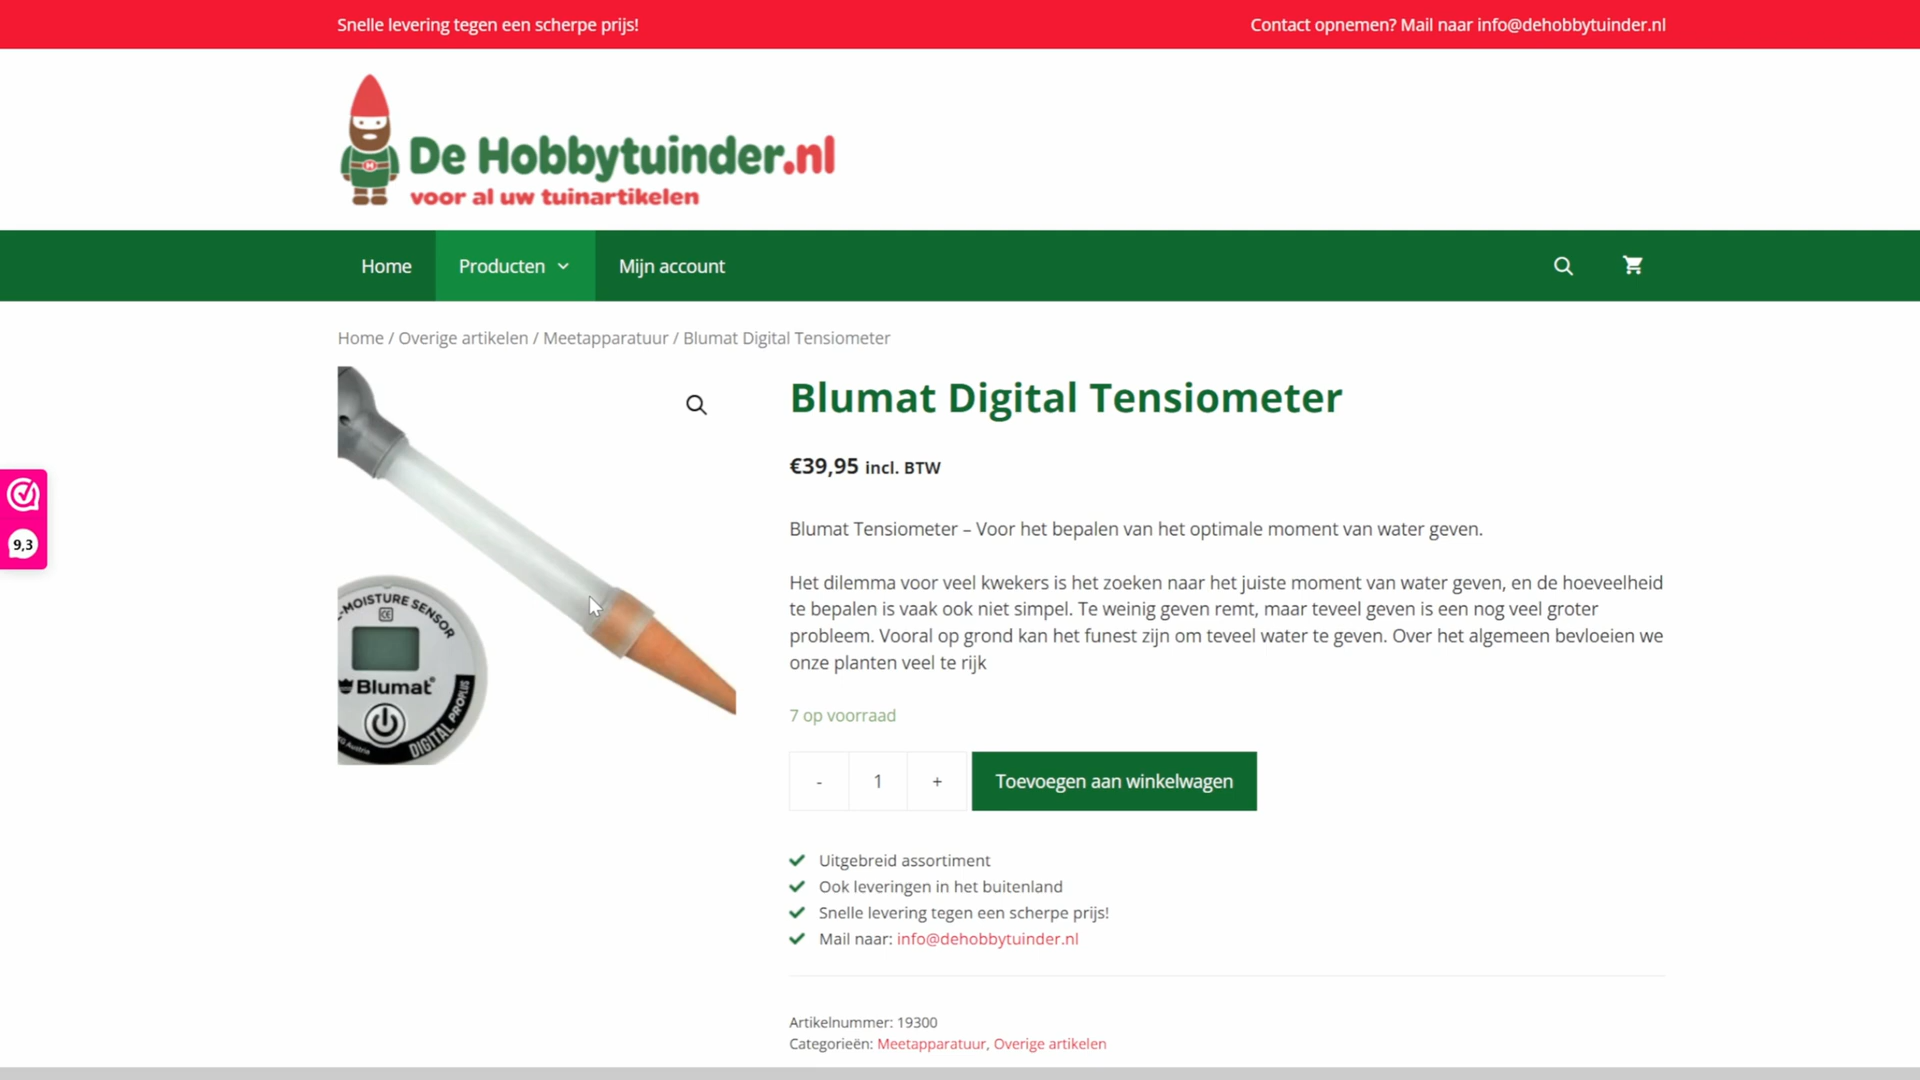 Snelle levering tegen een scherpe prijs!
Contact opnemen? Mail naar info@dehobbytuinder.nl
De Hobbytuinder.nl
voor al uw tuinartikelen
Home
Producten
Mijn account
Home / Overige artikelen / Meetapparatuur / Blumat Digital Tensiometer
Blumat Digital Tensiometer
€39,95 incl. BTW
Blumat Tensiometer – Voor het bepalen van het optimale moment van water geven.
Het dilemma voor veel kwekers is het zoeken naar het juiste moment van water geven, en de hoeveelheid
te bepalen is vaak ook niet simpel. Te weinig geven remt, maar teveel geven is een nog veel groter
probleem. Vooral op grond kan het funest zijn om teveel water te geven. Over het algemeen bevloeien we
onze planten veel te rijk
7 op voorraad
- 1 +
Toevoegen aan winkelwagen
Uitgebreid assortiment
Ook leveringen in het buitenland
Snelle levering tegen een scherpe prijs!
Mail naar: info@dehobbytuinder.nl
Artikelnummer: 19300
Categorieën: Meetapparatuur, Overige artikelen
9,3
-MOISTURE SENSOR
CE
Blumat®
DIGITAL PROPLUS
Austria